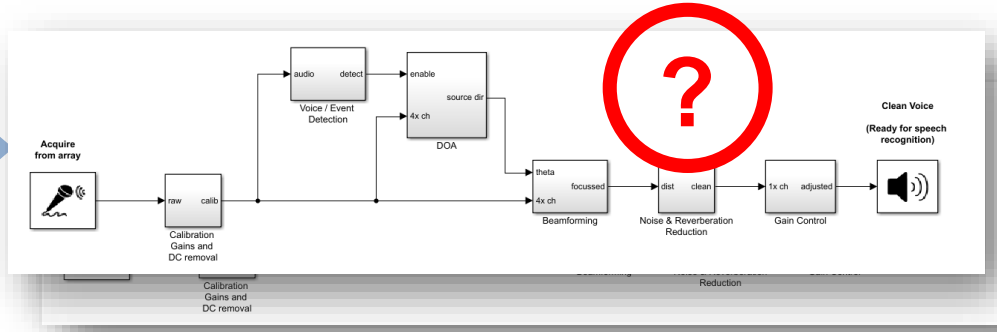 ?
audio detect
Voice / Event
Detection
enable
source dir
4x ch
DOA
Clean Voice
(Ready for speech
recognition)
Acquire
from array
raw calib
Calibration
Gains and
DC removal
theta
focussed
4x ch
Beamforming
dist clean
Noise & Reverberation
Reduction
1x ch adjusted
Gain Control
Calibration
Gains and
DC removal
Reduction